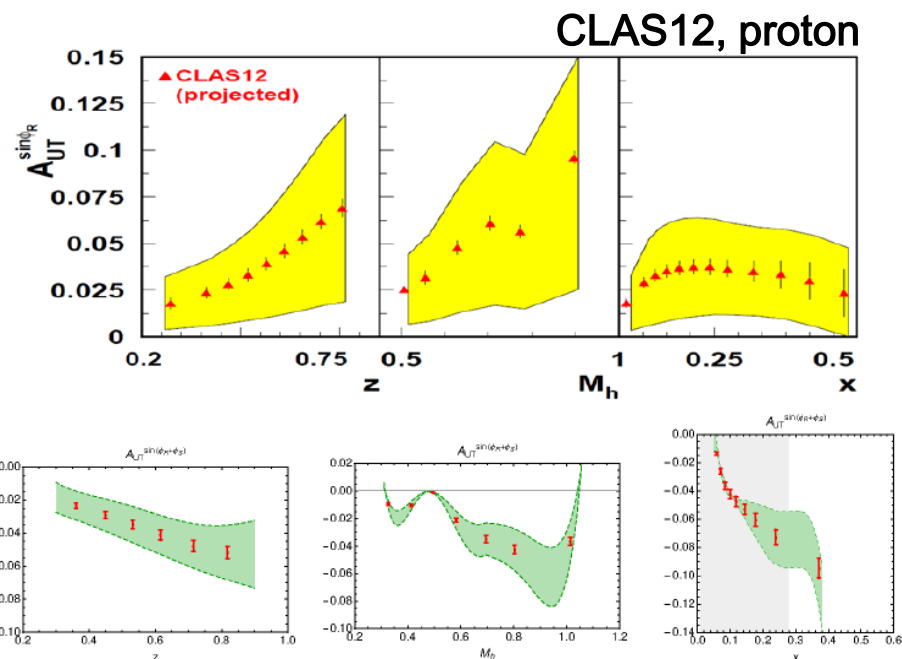 CLAS12, proton
A_UT^sinϕ_R
0.15
0.125
0.1
0.075
0.05
0.025
0
▲ CLAS12
(projected)
0.2 0.75 0.5 1 0.25 0.5
z M_h x
A_UT^sin(ϕ_R+ϕ_S)
0.00
0.02
0.04
0.06
0.08
0.10
0.2 0.4 0.6 0.8 1.0
z
A_UT^sin(ϕ_R+ϕ_S)
0.02
0.00
−0.02
−0.04
−0.06
−0.08
−0.10
0.2 0.4 0.6 0.8 1.0 1.2
M_h
A_UT^sin(ϕ_R+ϕ_S)
0.00
−0.02
−0.04
−0.06
−0.08
−0.10
−0.12
−0.14
0.0 0.1 0.2 0.3 0.4 0.5 0.6
x